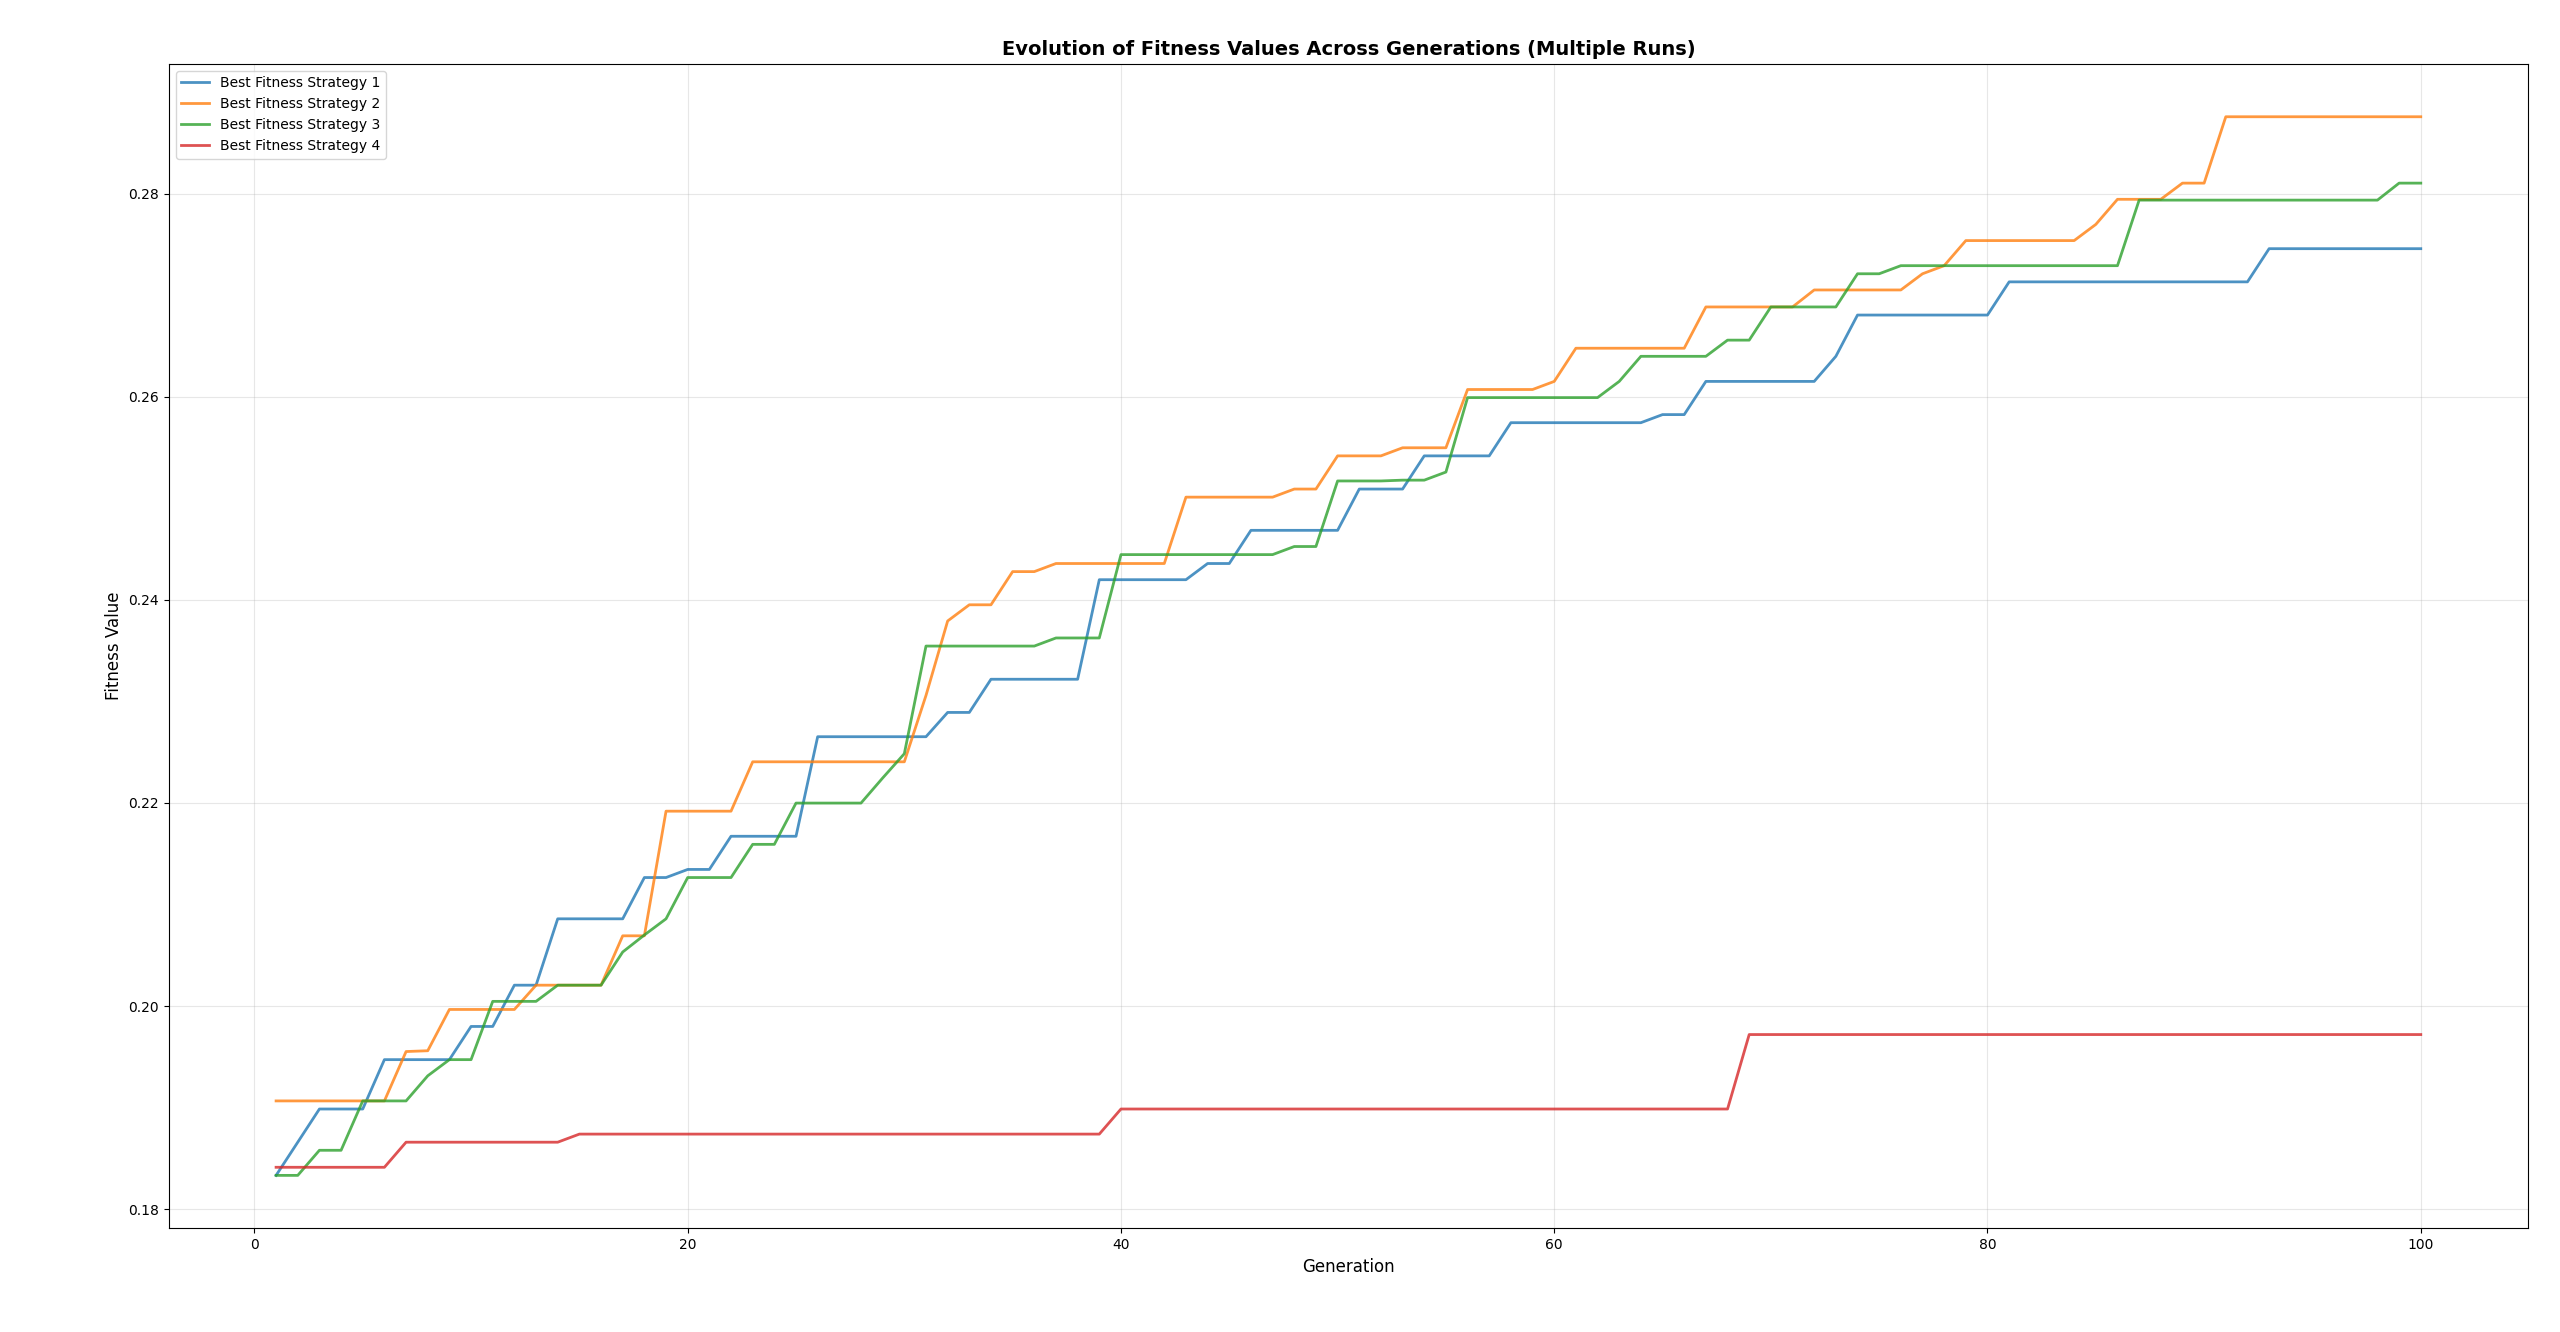 Evolution of Fitness Values Across Generations (Multiple Runs)
Best Fitness Strategy 1
Best Fitness Strategy 2
Best Fitness Strategy 3
Best Fitness Strategy 4
0.28
0.26
0.24
0.22
0.20
0.18
Fitness Value
0 20 40 60 80 100
Generation